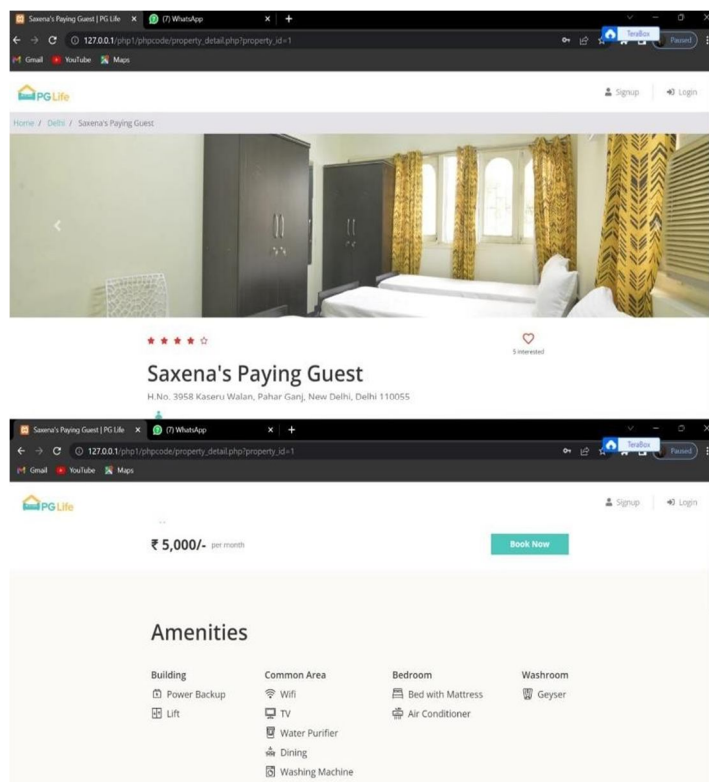 Saxena's Paying Guest | PG Life
(7) WhatsApp
TeraBox
127.0.0.1/php1/phpcode/property_detail.php?property_id=1
Paused
Gmail YouTube Maps
PG Life
Signup Login
Home / Delhi / Saxena's Paying Guest
5 interested
Saxena's Paying Guest
H.No. 3958 Kaseru Walan, Pahar Ganj, New Delhi, Delhi 110055
Saxena's Paying Guest | PG Life
(7) WhatsApp
TeraBox
127.0.0.1/php1/phpcode/property_detail.php?property_id=1
Paused
Gmail YouTube Maps
PG Life
Signup Login
₹ 5,000/- per month
Book Now
Amenities
Building
Power Backup
Lift
Common Area
Wifi
TV
Water Purifier
Dining
Washing Machine
Bedroom
Bed with Mattress
Air Conditioner
Washroom
Geyser